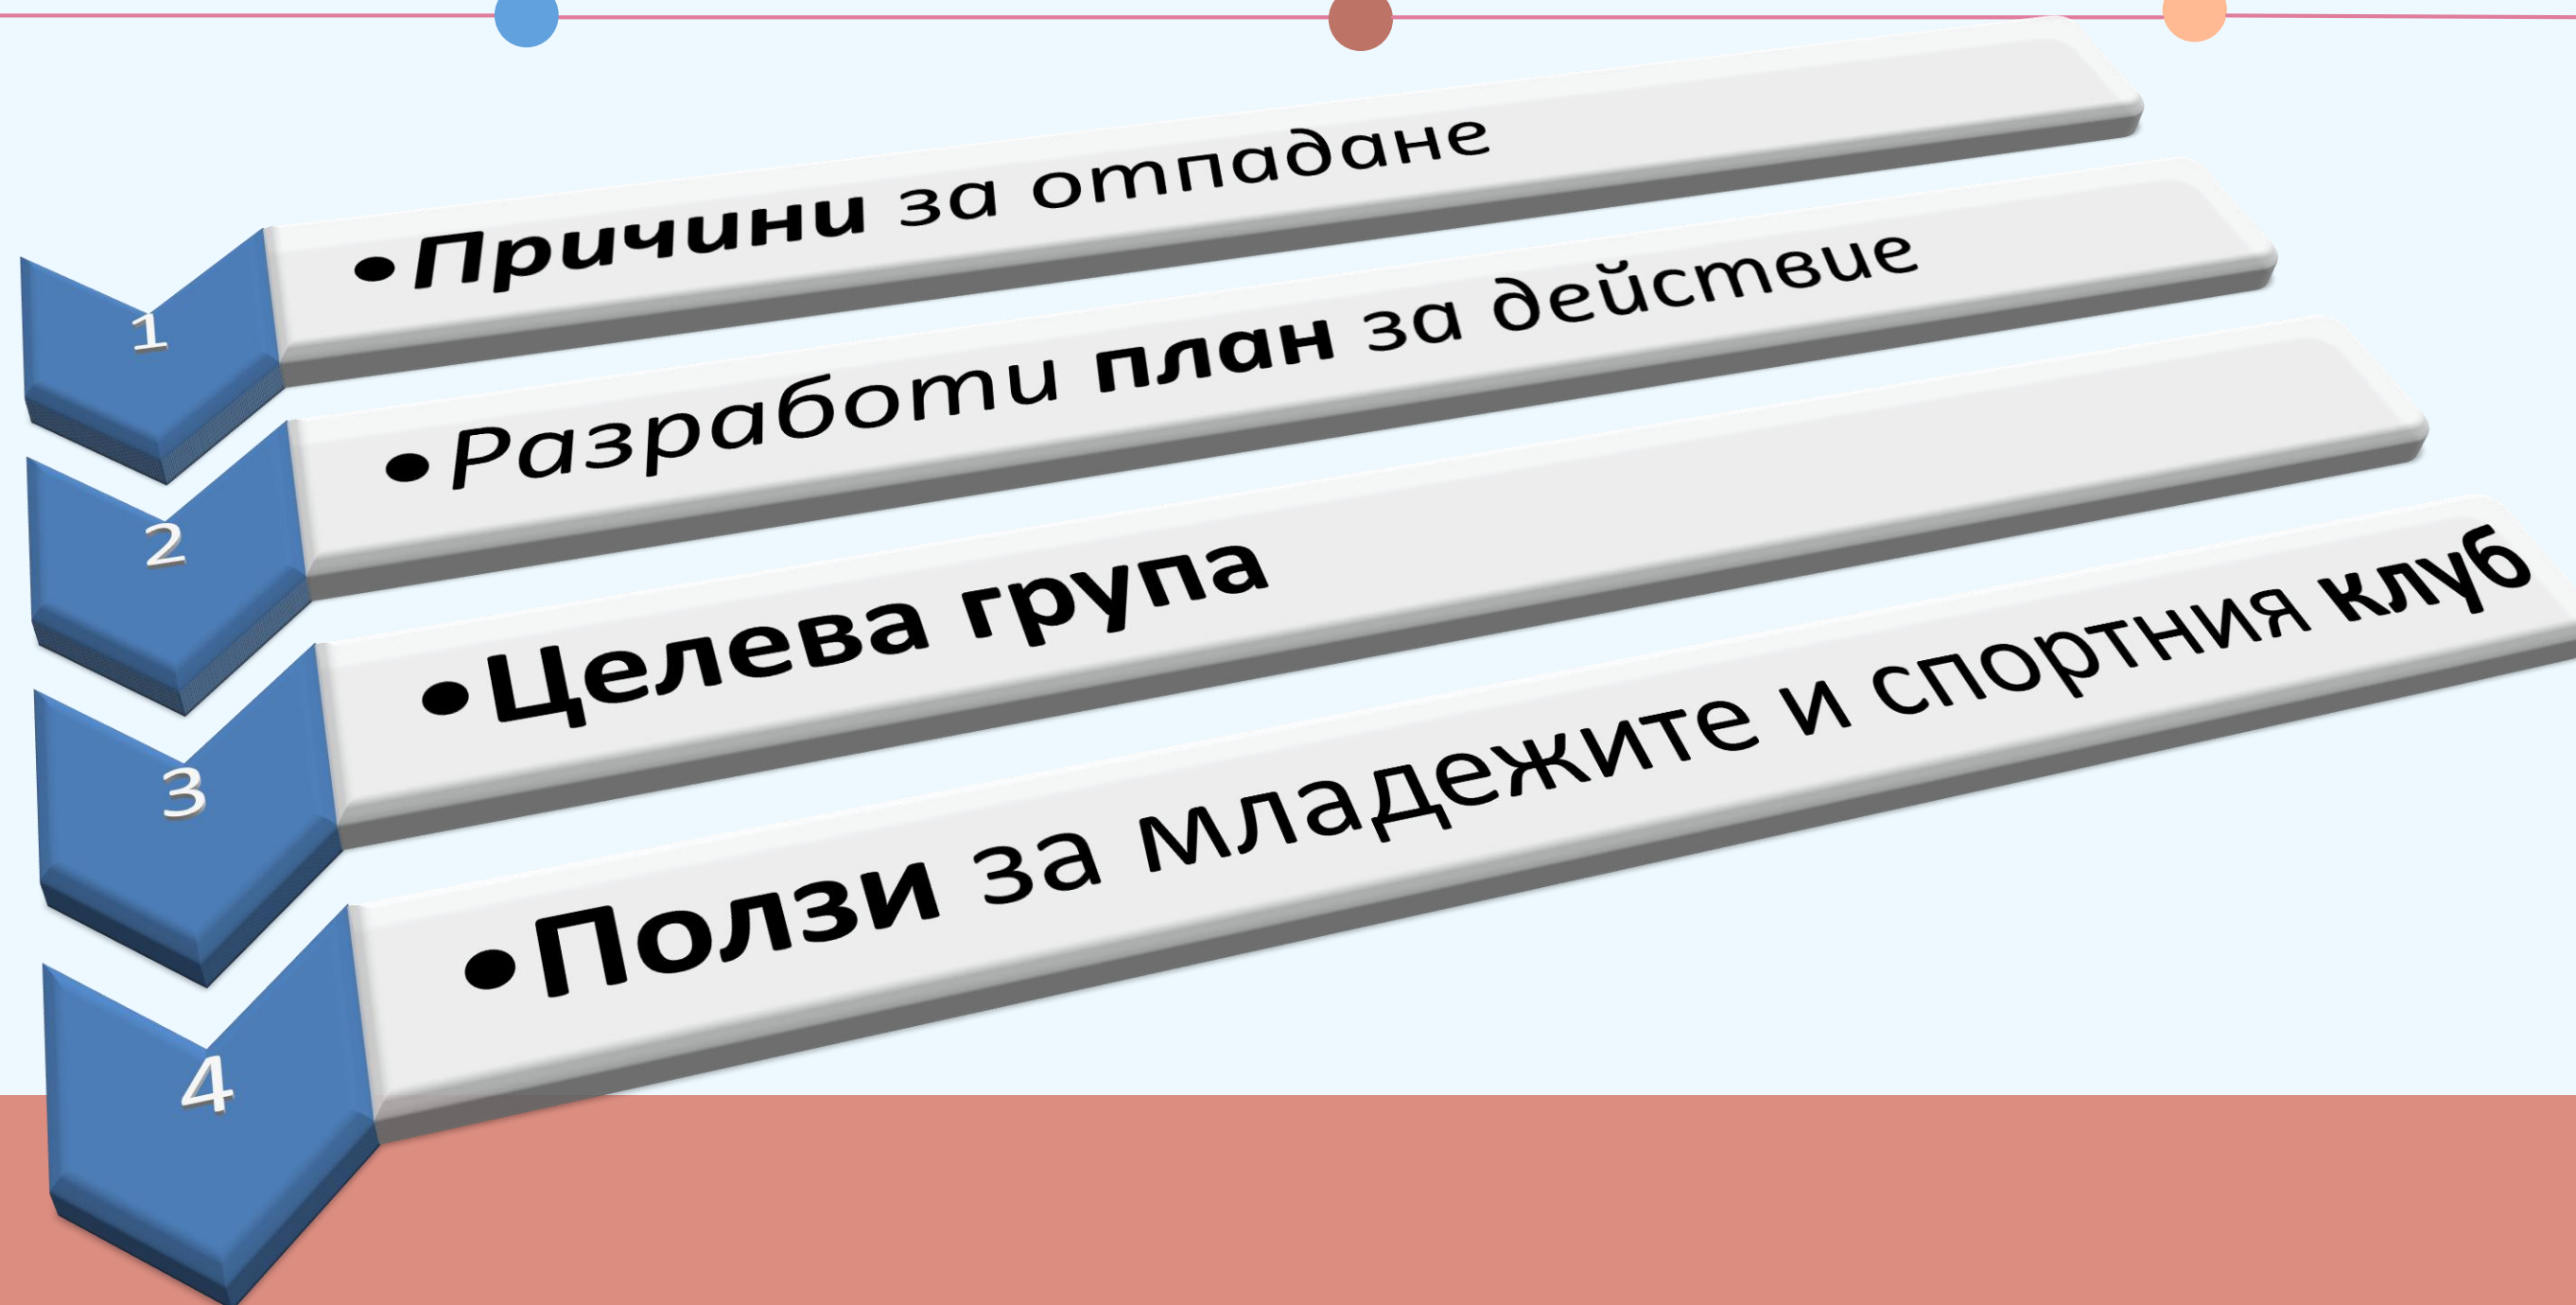 1
•Причини за отпадане
2
•Разработи план за действие
3
•Целева група
4
•Ползи за младежите и спортния клуб